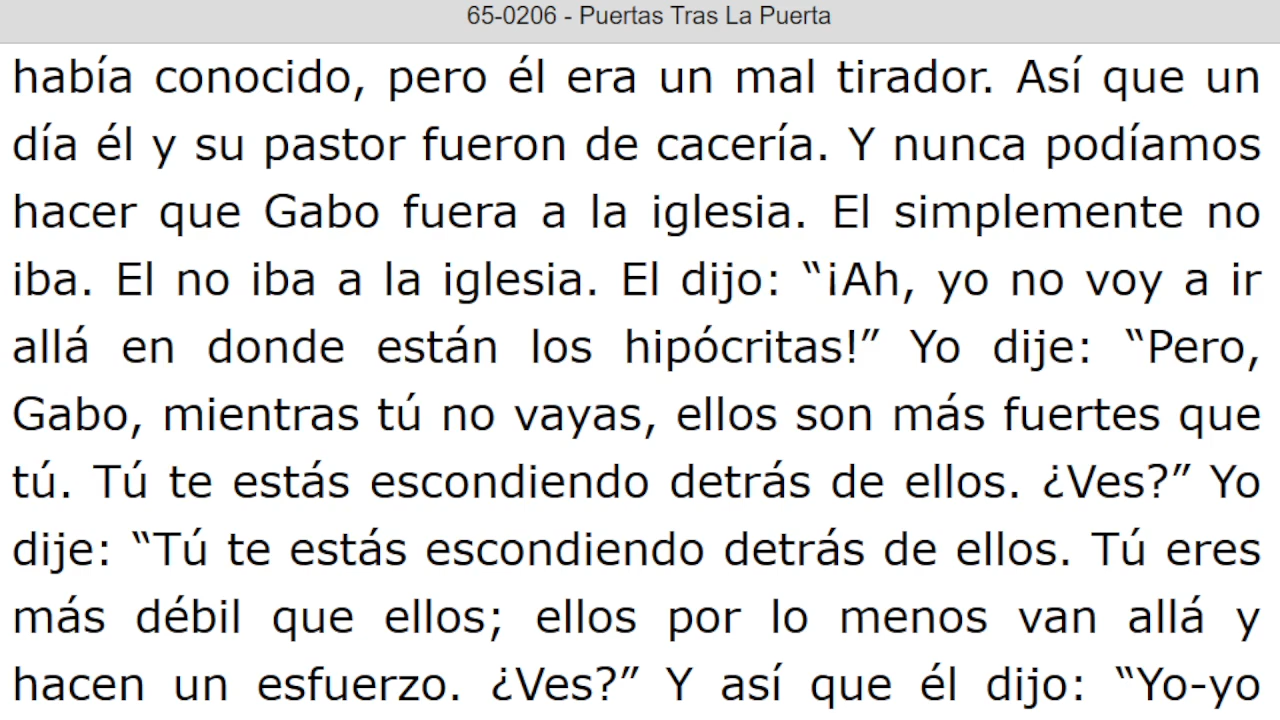 65-0206 - Puertas Tras La Puerta
había conocido, pero él era un mal tirador. Así que un
día él y su pastor fueron de cacería. Y nunca podíamos
hacer que Gabo fuera a la iglesia. El simplemente no
iba. El no iba a la iglesia. El dijo: “¡Ah, yo no voy a ir
allá en donde están los hipócritas!” Yo dije: “Pero,
Gabo, mientras tú no vayas, ellos son más fuertes que
tú. Tú te estás escondiendo detrás de ellos. ¿Ves?” Yo
dije: “Tú te estás escondiendo detrás de ellos. Tú eres
más débil que ellos; ellos por lo menos van allá y
hacen un esfuerzo. ¿Ves?” Y así que él dijo: “Yo-yo